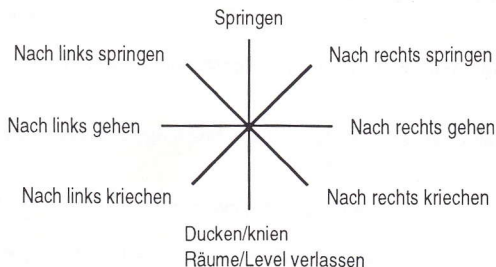 Springen
Nach links springen
Nach rechts springen
Nach links gehen
Nach rechts gehen
Nach links kriechen
Nach rechts kriechen
Ducken/knien
Räume/Level verlassen